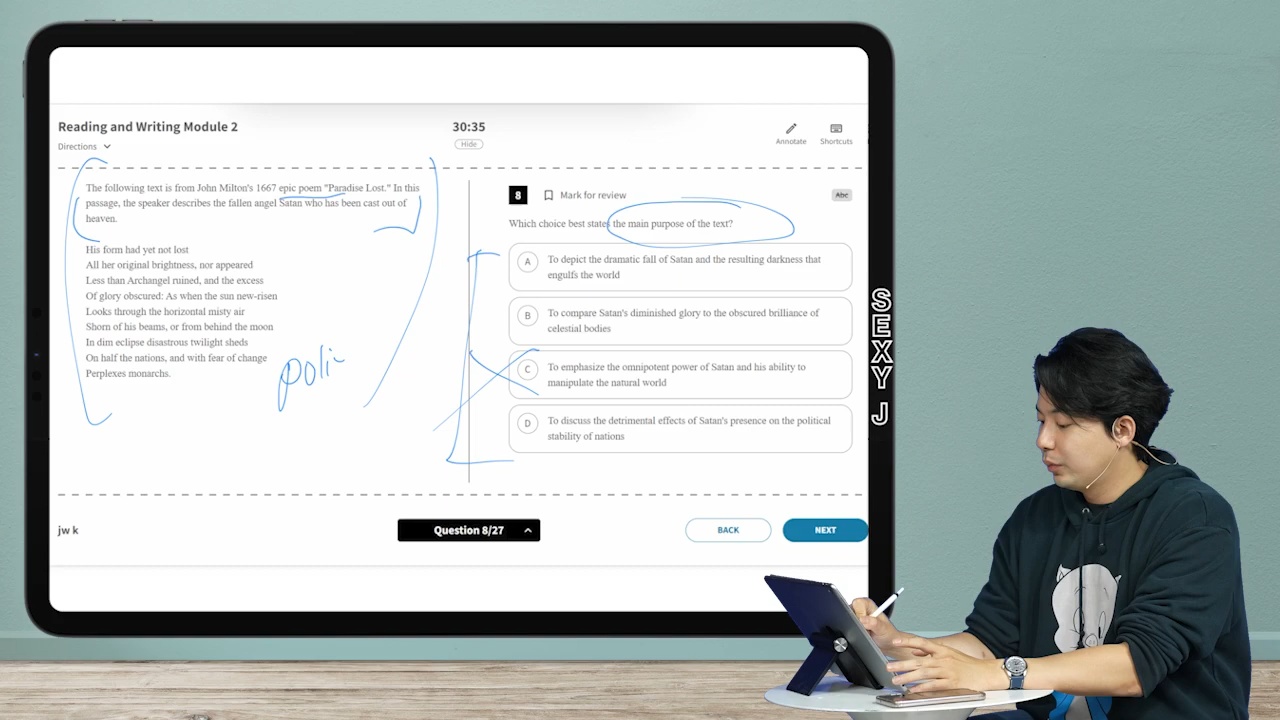 Reading and Writing Module 2
Directions
30:35
Hide
Annotate
Shortcuts
The following text is from John Milton's 1667 epic poem "Paradise Lost." In this
passage, the speaker describes the fallen angel Satan who has been cast out of
heaven.
His form had yet not lost
All her original brightness, nor appeared
Less than Archangel ruined, and the excess
Of glory obscured: As when the sun new-risen
Looks through the horizontal misty air
Shorn of his beams, or from behind the moon
In dim eclipse disastrous twilight sheds
On half the nations, and with fear of change
Perplexes monarchs.
poli
8
Mark for review
Abc
Which choice best states the main purpose of the text?
A
To depict the dramatic fall of Satan and the resulting darkness that
engulfs the world
B
To compare Satan's diminished glory to the obscured brilliance of
celestial bodies
C
To emphasize the omnipotent power of Satan and his ability to
manipulate the natural world
D
To discuss the detrimental effects of Satan's presence on the political
stability of nations
jw k
Question 8/27
BACK
NEXT
SEXY J